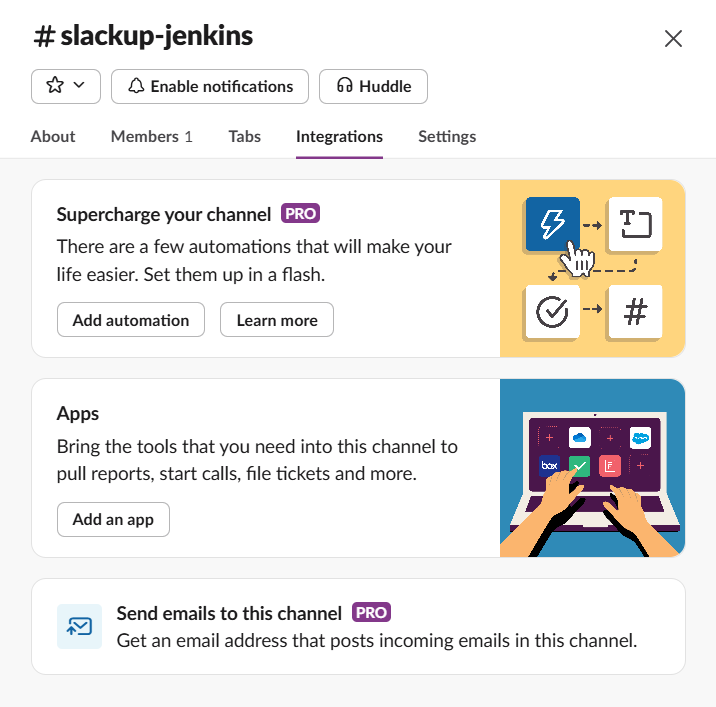 # slackup-jenkins
Enable notifications
Huddle
About Members 1 Tabs Integrations Settings
Supercharge your channel PRO
There are a few automations that will make your
life easier. Set them up in a flash.
Add automation Learn more
T
#
Apps
Bring the tools that you need into this channel to
pull reports, start calls, file tickets and more.
Add an app
box
Send emails to this channel PRO
Get an email address that posts incoming emails in this channel.